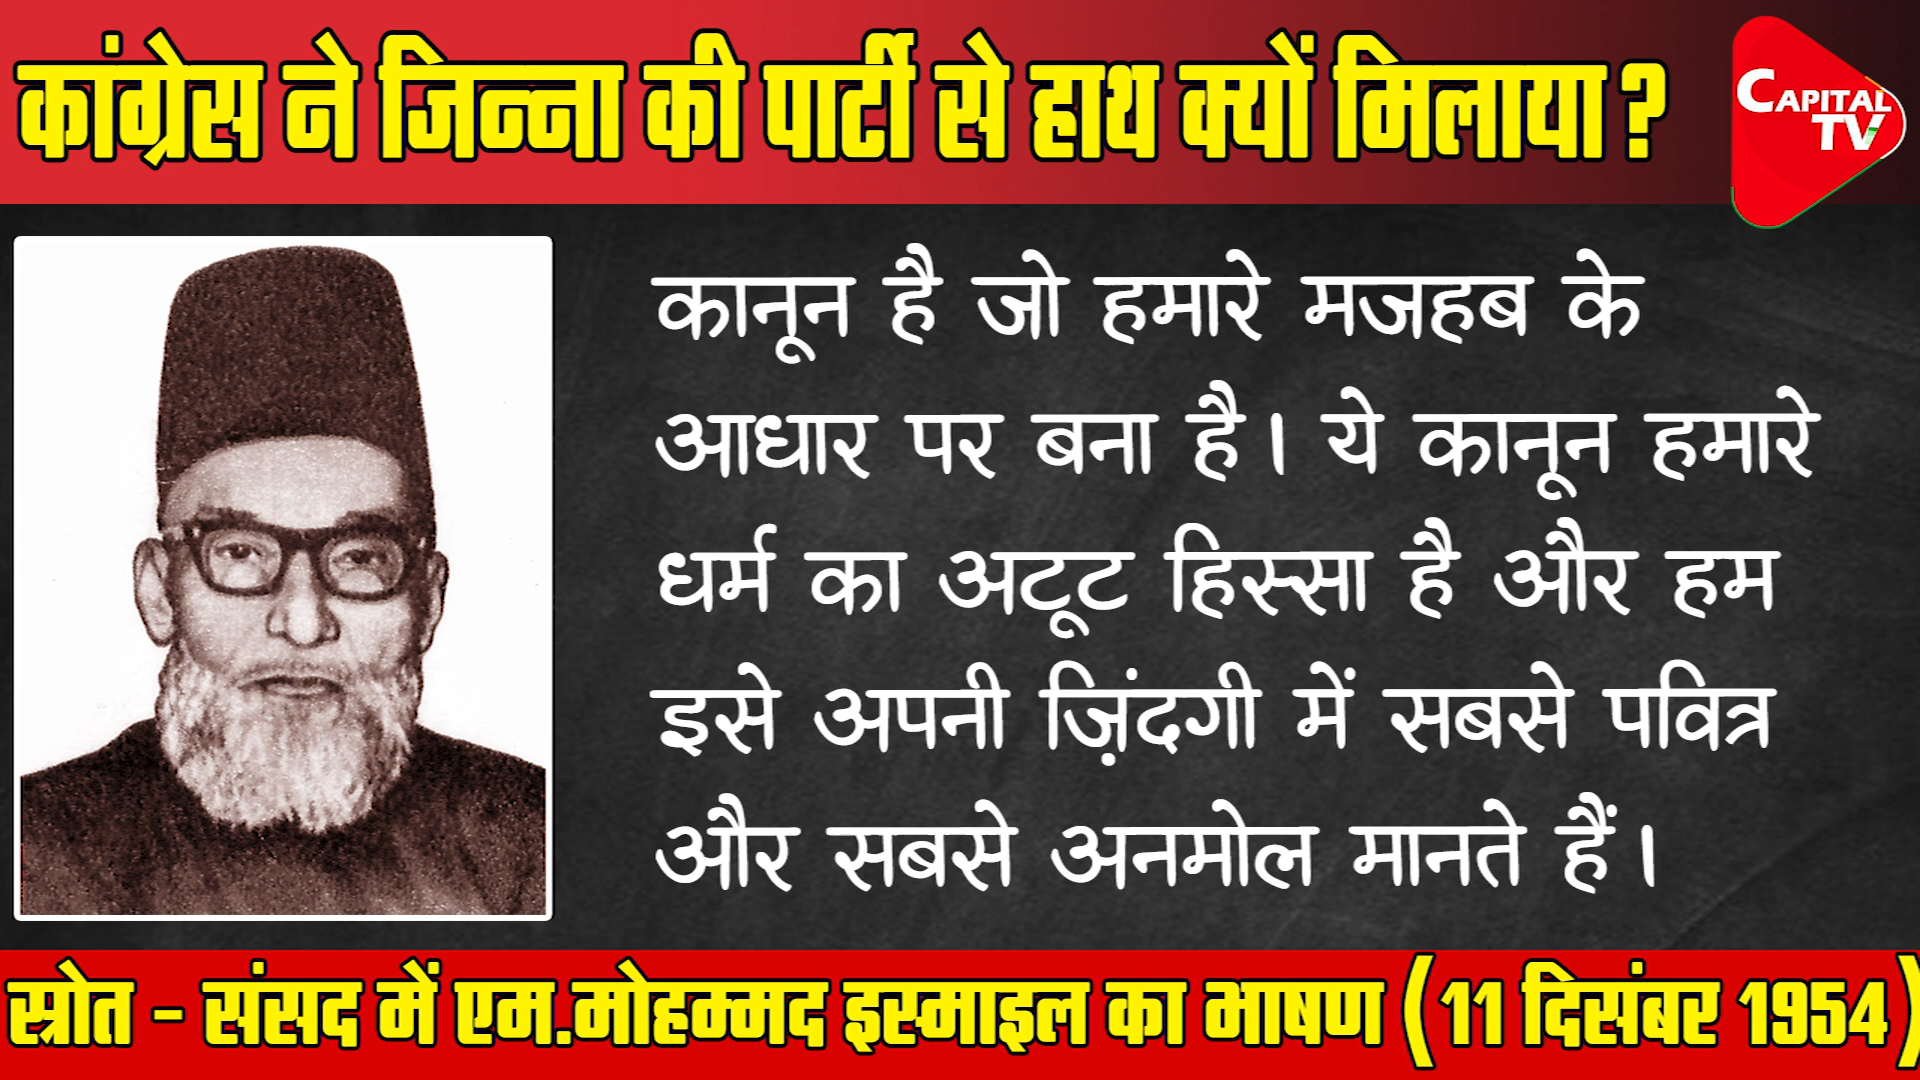 कांग्रेस ने जिन्ना की पार्टी से हाथ क्यों मिलाया?
CAPITAL
TV
कानून है जो हमारे मजहब के
आधार पर बना है। ये कानून हमारे
धर्म का अटूट हिस्सा है और हम
इसे अपनी ज़िंदगी में सबसे पवित्र
और सबसे अनमोल मानते हैं।
स्रोत - संसद में एम.मोहम्मद इस्माइल का भाषण (11 दिसंबर 1954)